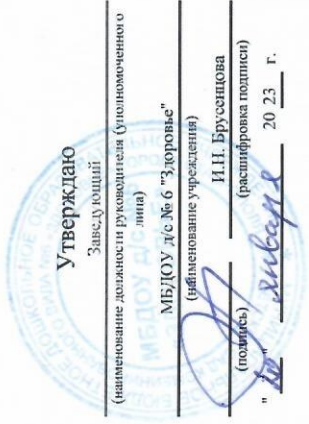 Утверждаю
Заведующий
(наименование должности руководителя (уполномоченного
лица)
МБДОУ д/с № 6 "Здоровье"
(наименование учреждения)
И.Н. Брусенцова
(подпись) (расшифровка подписи)
" " января 20 23 г.